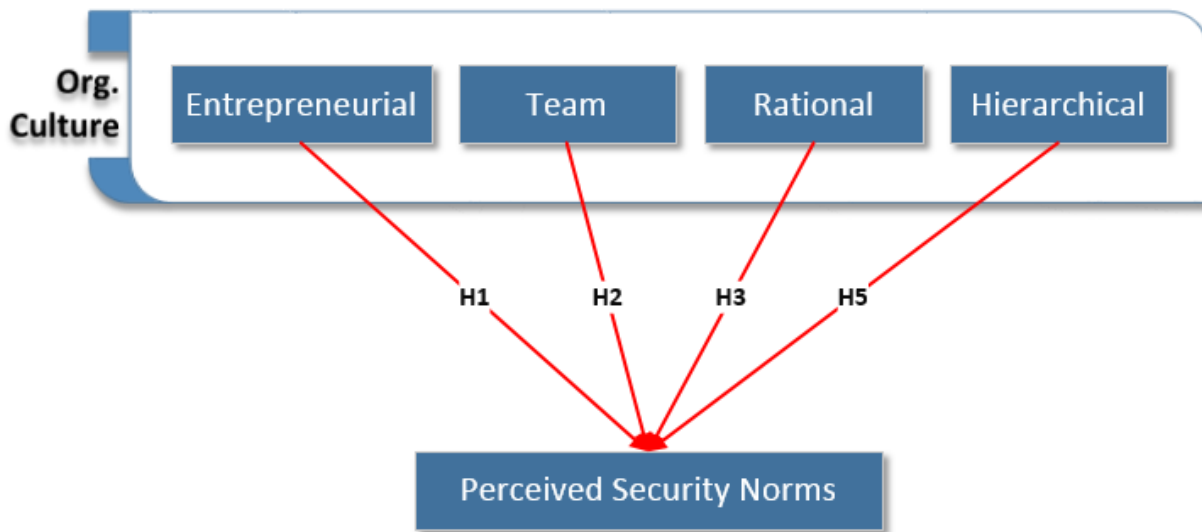 Org.
Culture
Entrepreneurial
Team
Rational
Hierarchical
H1
H2
H3
H5
Perceived Security Norms